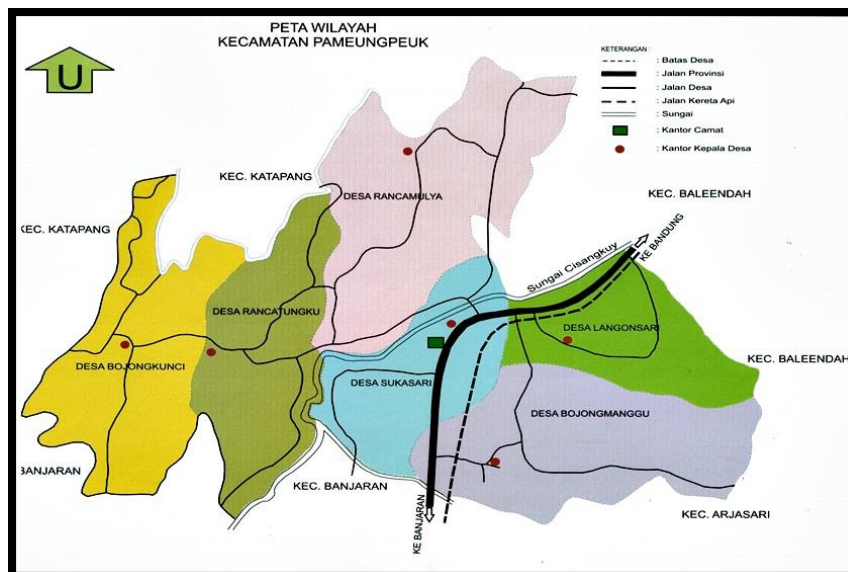 PETA WILAYAH
KECAMATAN PAMEUNGPEUK
U
KETERANGAN :
: Batas Desa
: Jalan Provinsi
: Jalan Desa
: Jalan Kereta Api
: Sungai
: Kantor Camat
: Kantor Kepala Desa
KEC. KATAPANG
DESA RANCAMULYA
KEC. BALEENDAH
KEC. KATAPANG
KE BANDUNG
Sungai Cisangkuy
DESA RANCATUNGKU
DESA LANGONSARI
DESA BOJONGKUNCI
KEC. BALEENDAH
DESA SUKASARI
DESA BOJONGMANGGU
BANJARAN
KEC. BANJARAN
KEC. ARJASARI
KE BANJARAN